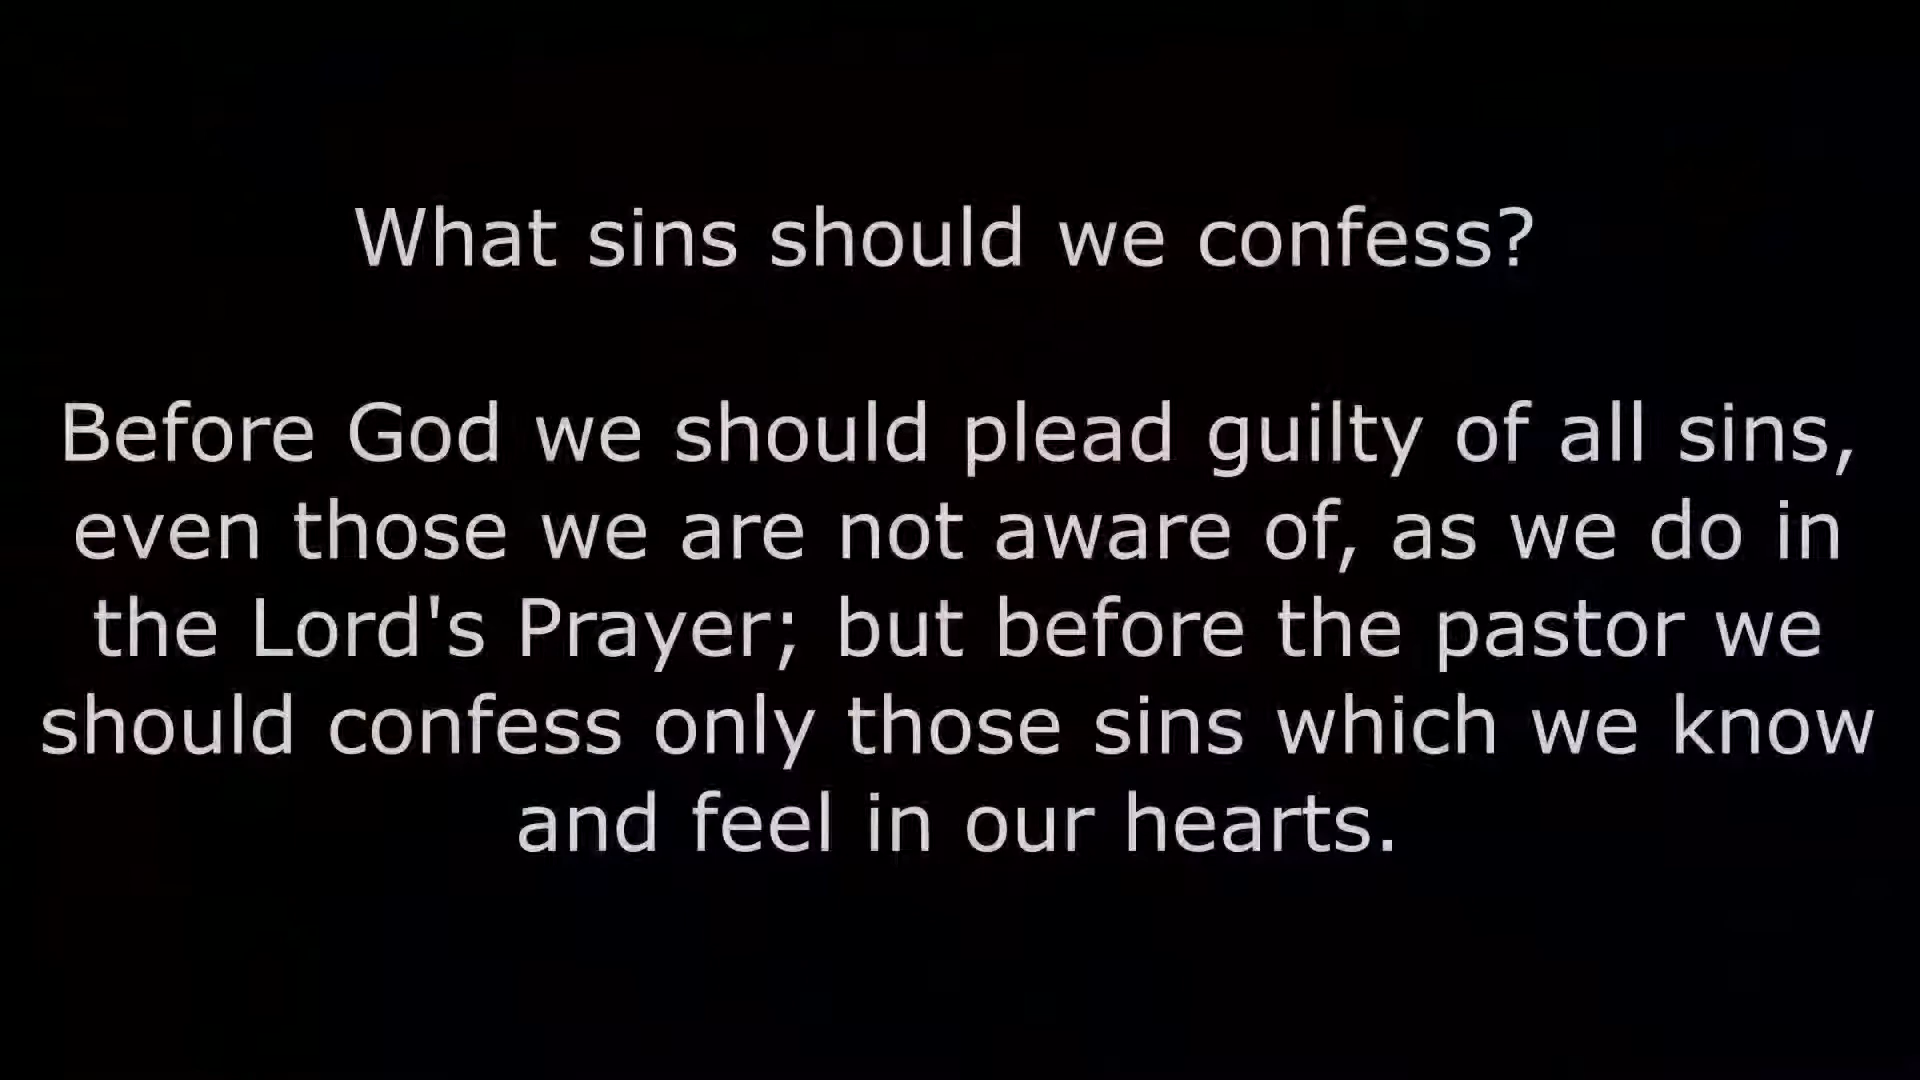 What sins should we confess?
Before God we should plead guilty of all sins,
even those we are not aware of, as we do in
the Lord's Prayer; but before the pastor we
should confess only those sins which we know
and feel in our hearts.